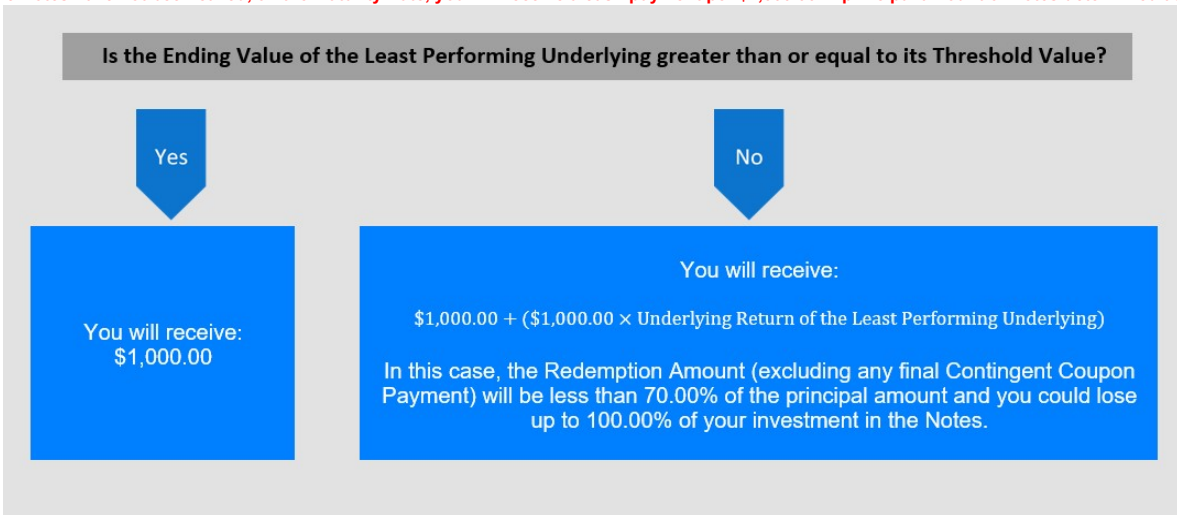 Is the Ending Value of the Least Performing Underlying greater than or equal to its Threshold Value?
Yes
No
You will receive:
$1,000.00
You will receive:
$1,000.00 + ($1,000.00 × Underlying Return of the Least Performing Underlying)
In this case, the Redemption Amount (excluding any final Contingent Coupon
Payment) will be less than 70.00% of the principal amount and you could lose
up to 100.00% of your investment in the Notes.